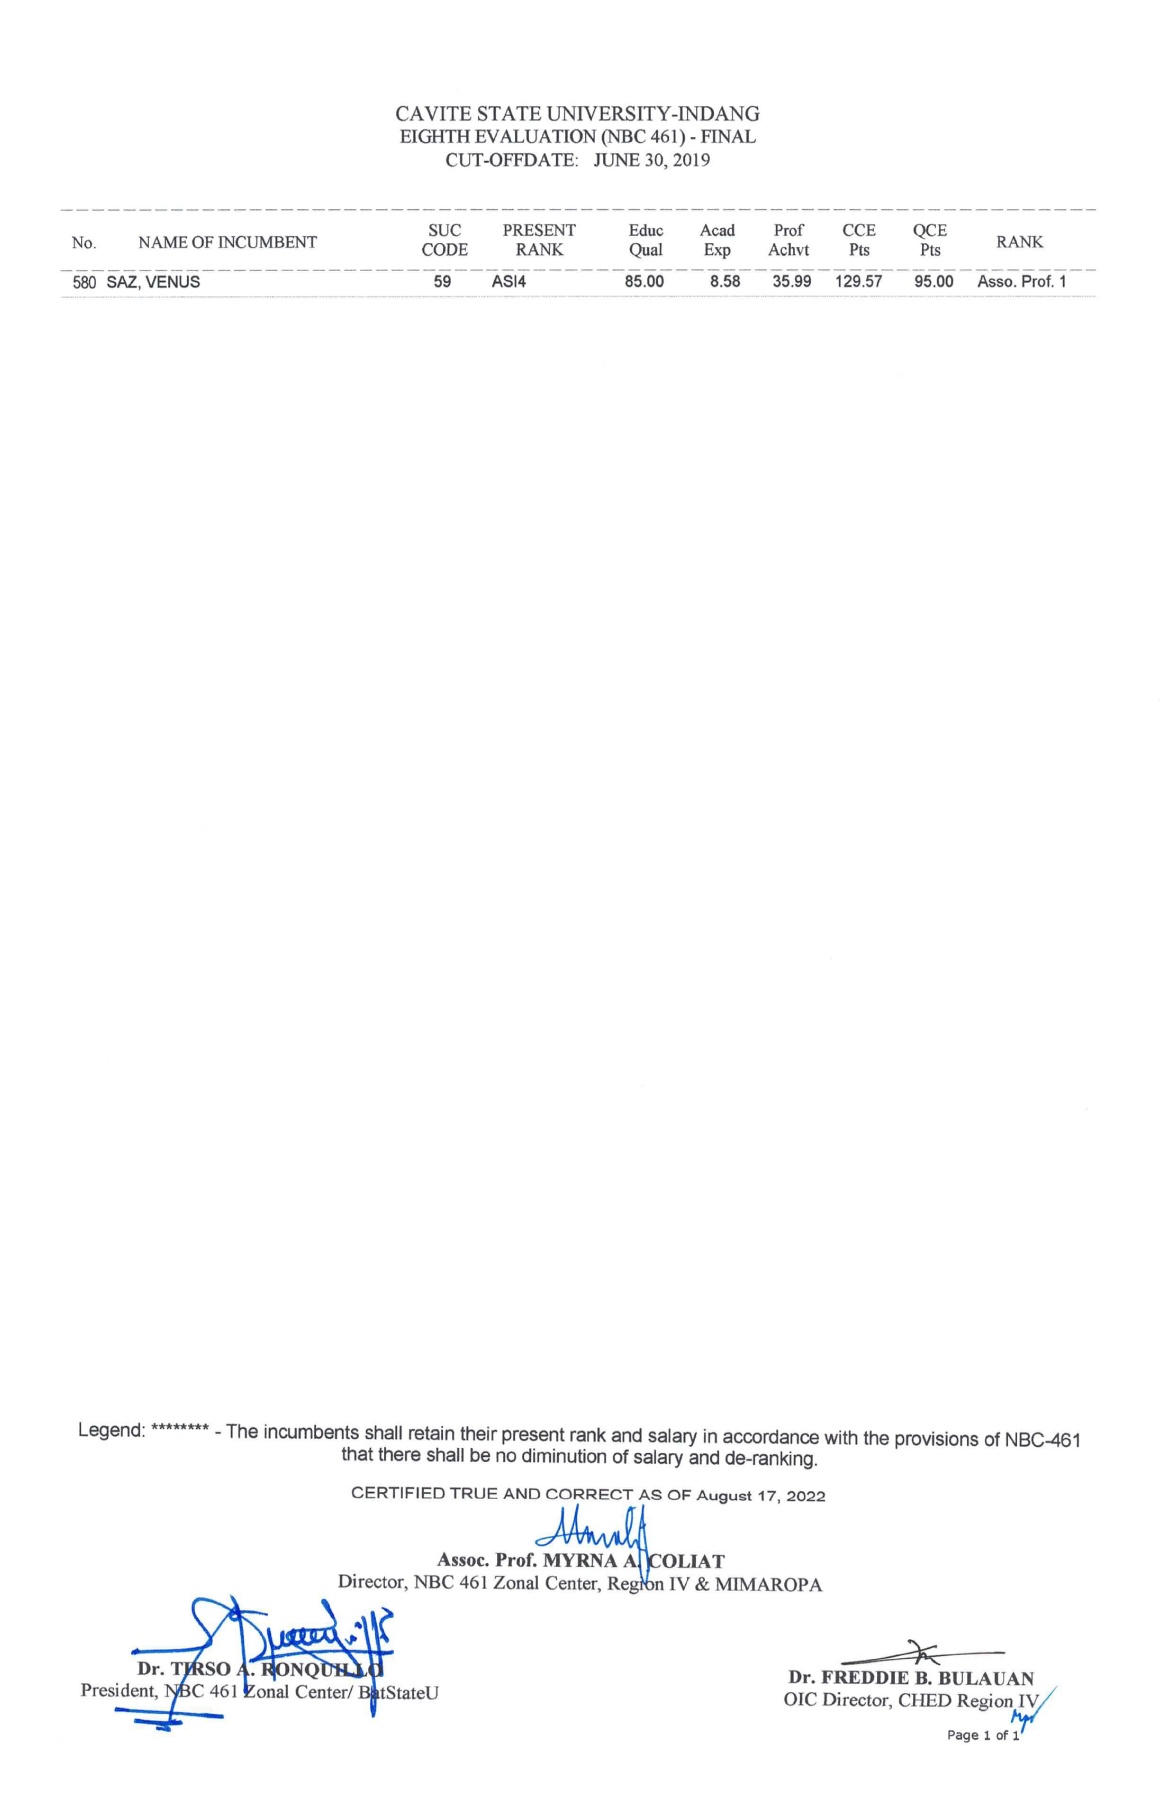 CAVITE STATE UNIVERSITY-INDANG
EIGHTH EVALUATION (NBC 461) - FINAL
CUT-OFFDATE: JUNE 30, 2019
No. NAME OF INCUMBENT SUC CODE PRESENT RANK Educ Qual Acad Exp Prof Achvt CCE Pts QCE Pts RANK
580 SAZ, VENUS 59 ASI4 85.00 8.58 35.99 129.57 95.00 Asso. Prof. 1
Legend: ******** - The incumbents shall retain their present rank and salary in accordance with the provisions of NBC-461
that there shall be no diminution of salary and de-ranking.
CERTIFIED TRUE AND CORRECT AS OF August 17, 2022
Assoc. Prof. MYRNA A. COLIAT
Director, NBC 461 Zonal Center, Region IV & MIMAROPA
Dr. TIRSO A. RONQUILLO
President, NBC 461 Zonal Center/ BatStateU
Dr. FREDDIE B. BULAUAN
OIC Director, CHED Region IV
Page 1 of 1